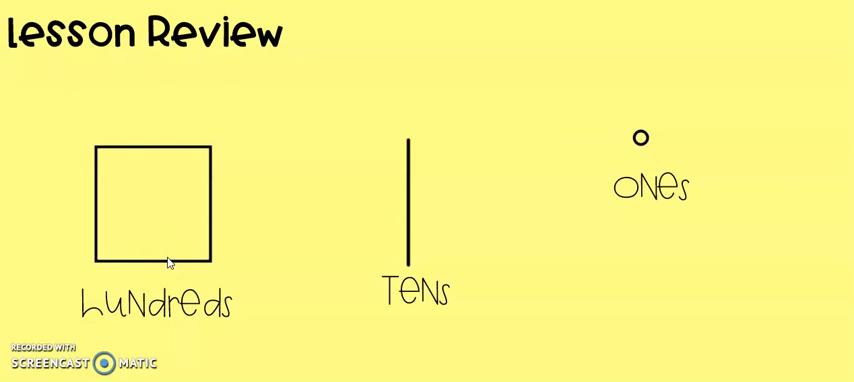 Lesson Review
ones
tens
hundreds
RECORDED WITH
SCREENCAST MATIC